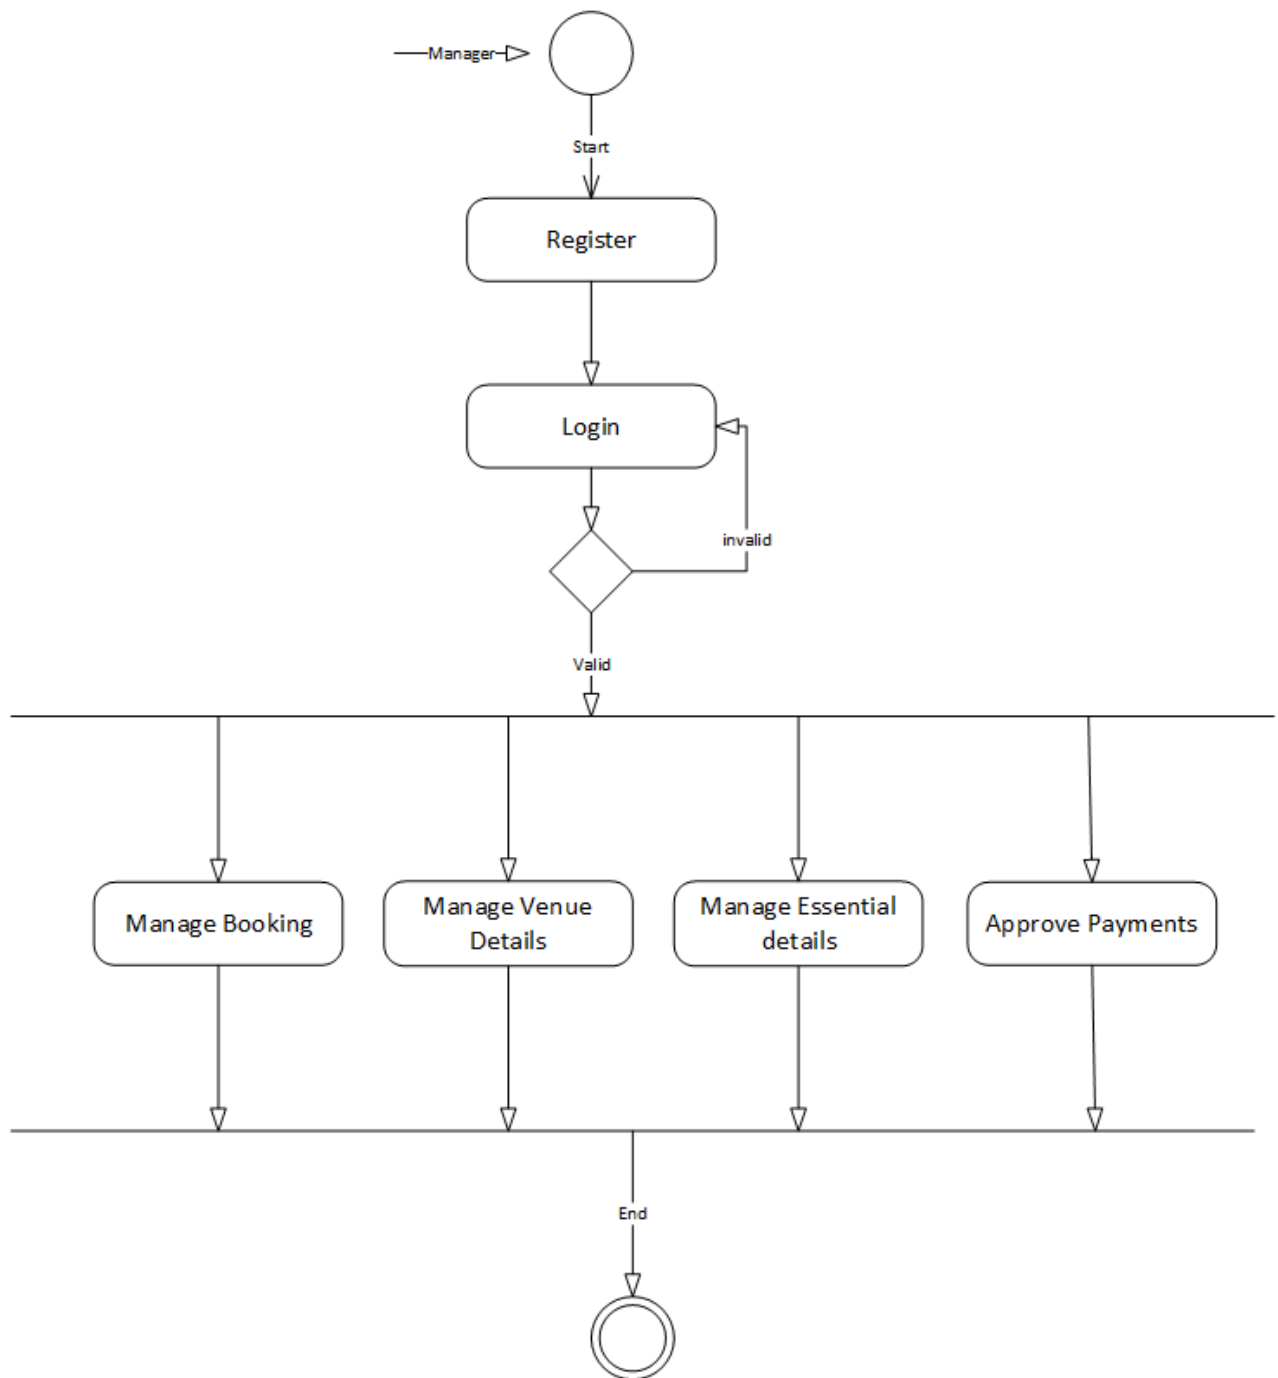 Manager
Start
Register
Login
invalid
Valid
Manage Booking
Manage Venue
Details
Manage Essential
details
Approve Payments
End